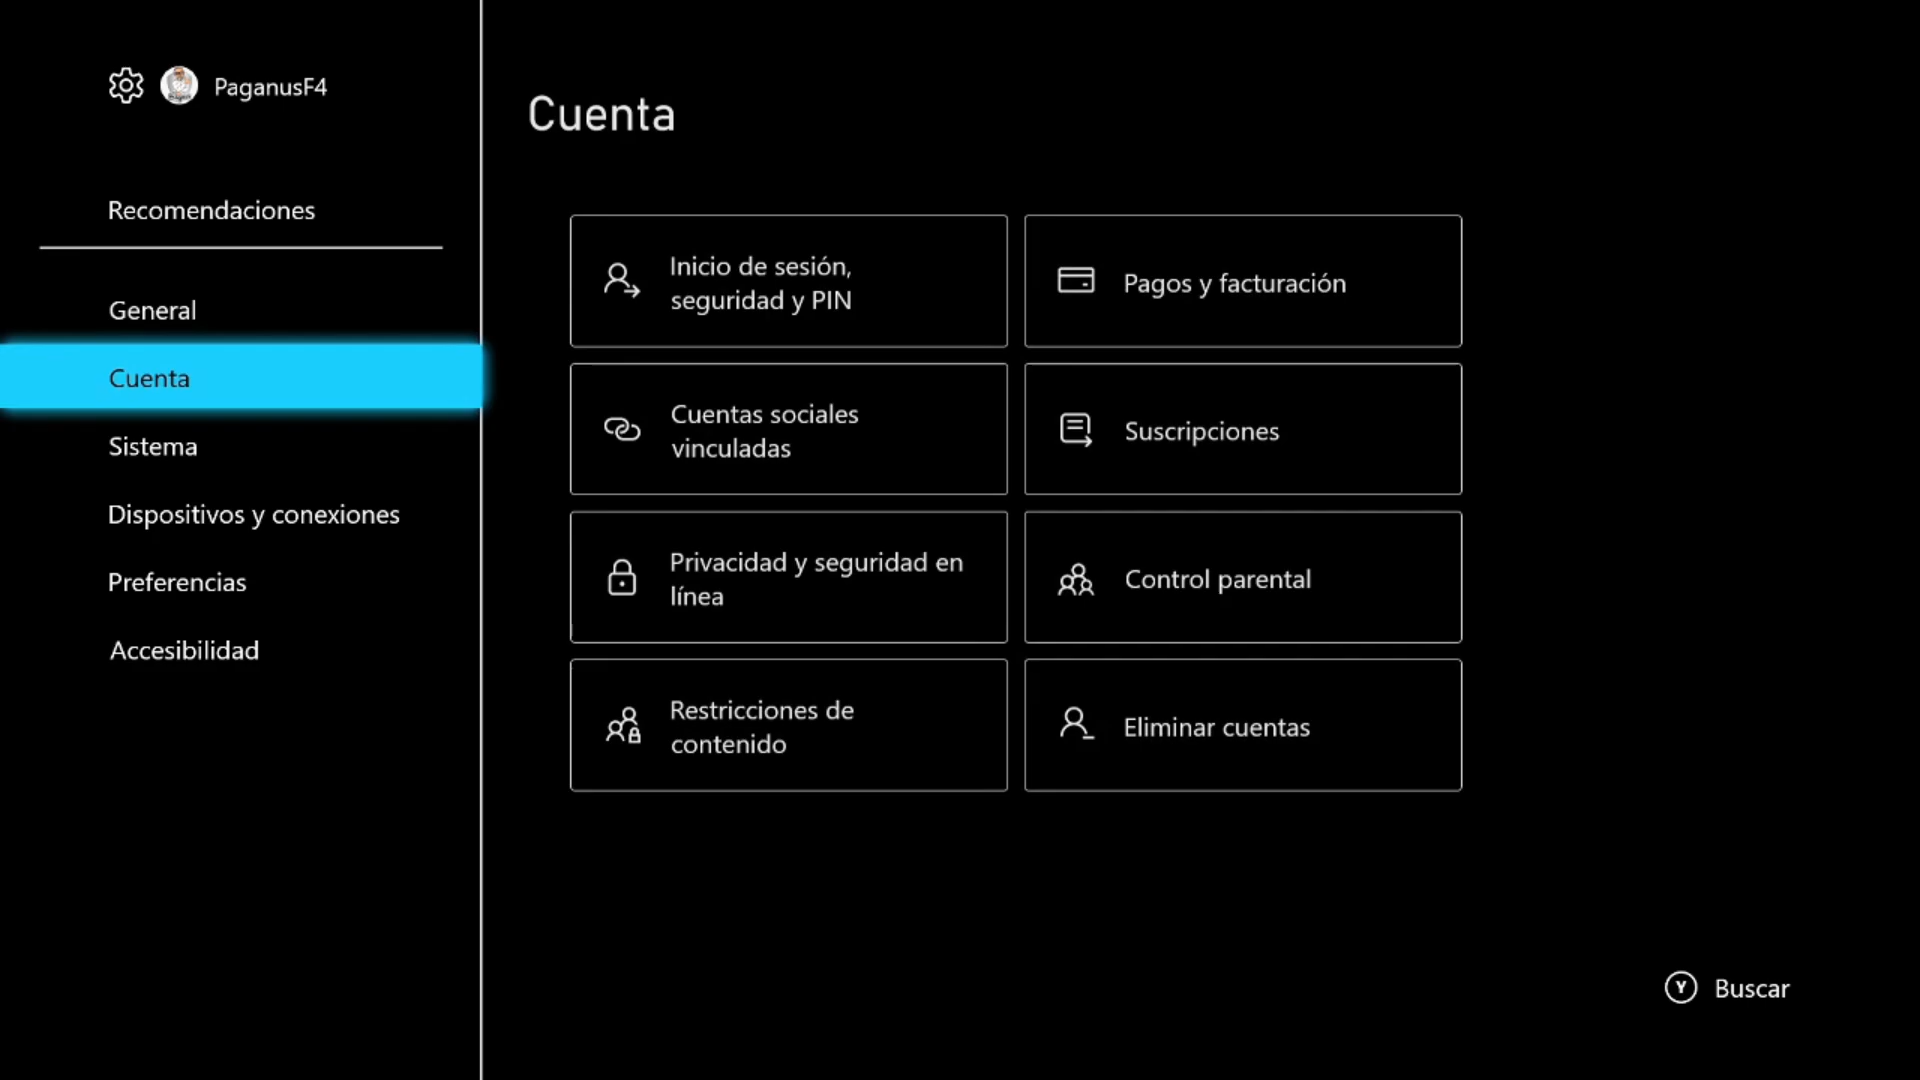 PaganusF4
Recomendaciones
General
Cuenta
Sistema
Dispositivos y conexiones
Preferencias
Accesibilidad
Cuenta
Inicio de sesión,
seguridad y PIN
Pagos y facturación
Cuentas sociales
vinculadas
Suscripciones
Privacidad y seguridad en
línea
Control parental
Restricciones de
contenido
Eliminar cuentas
Y Buscar